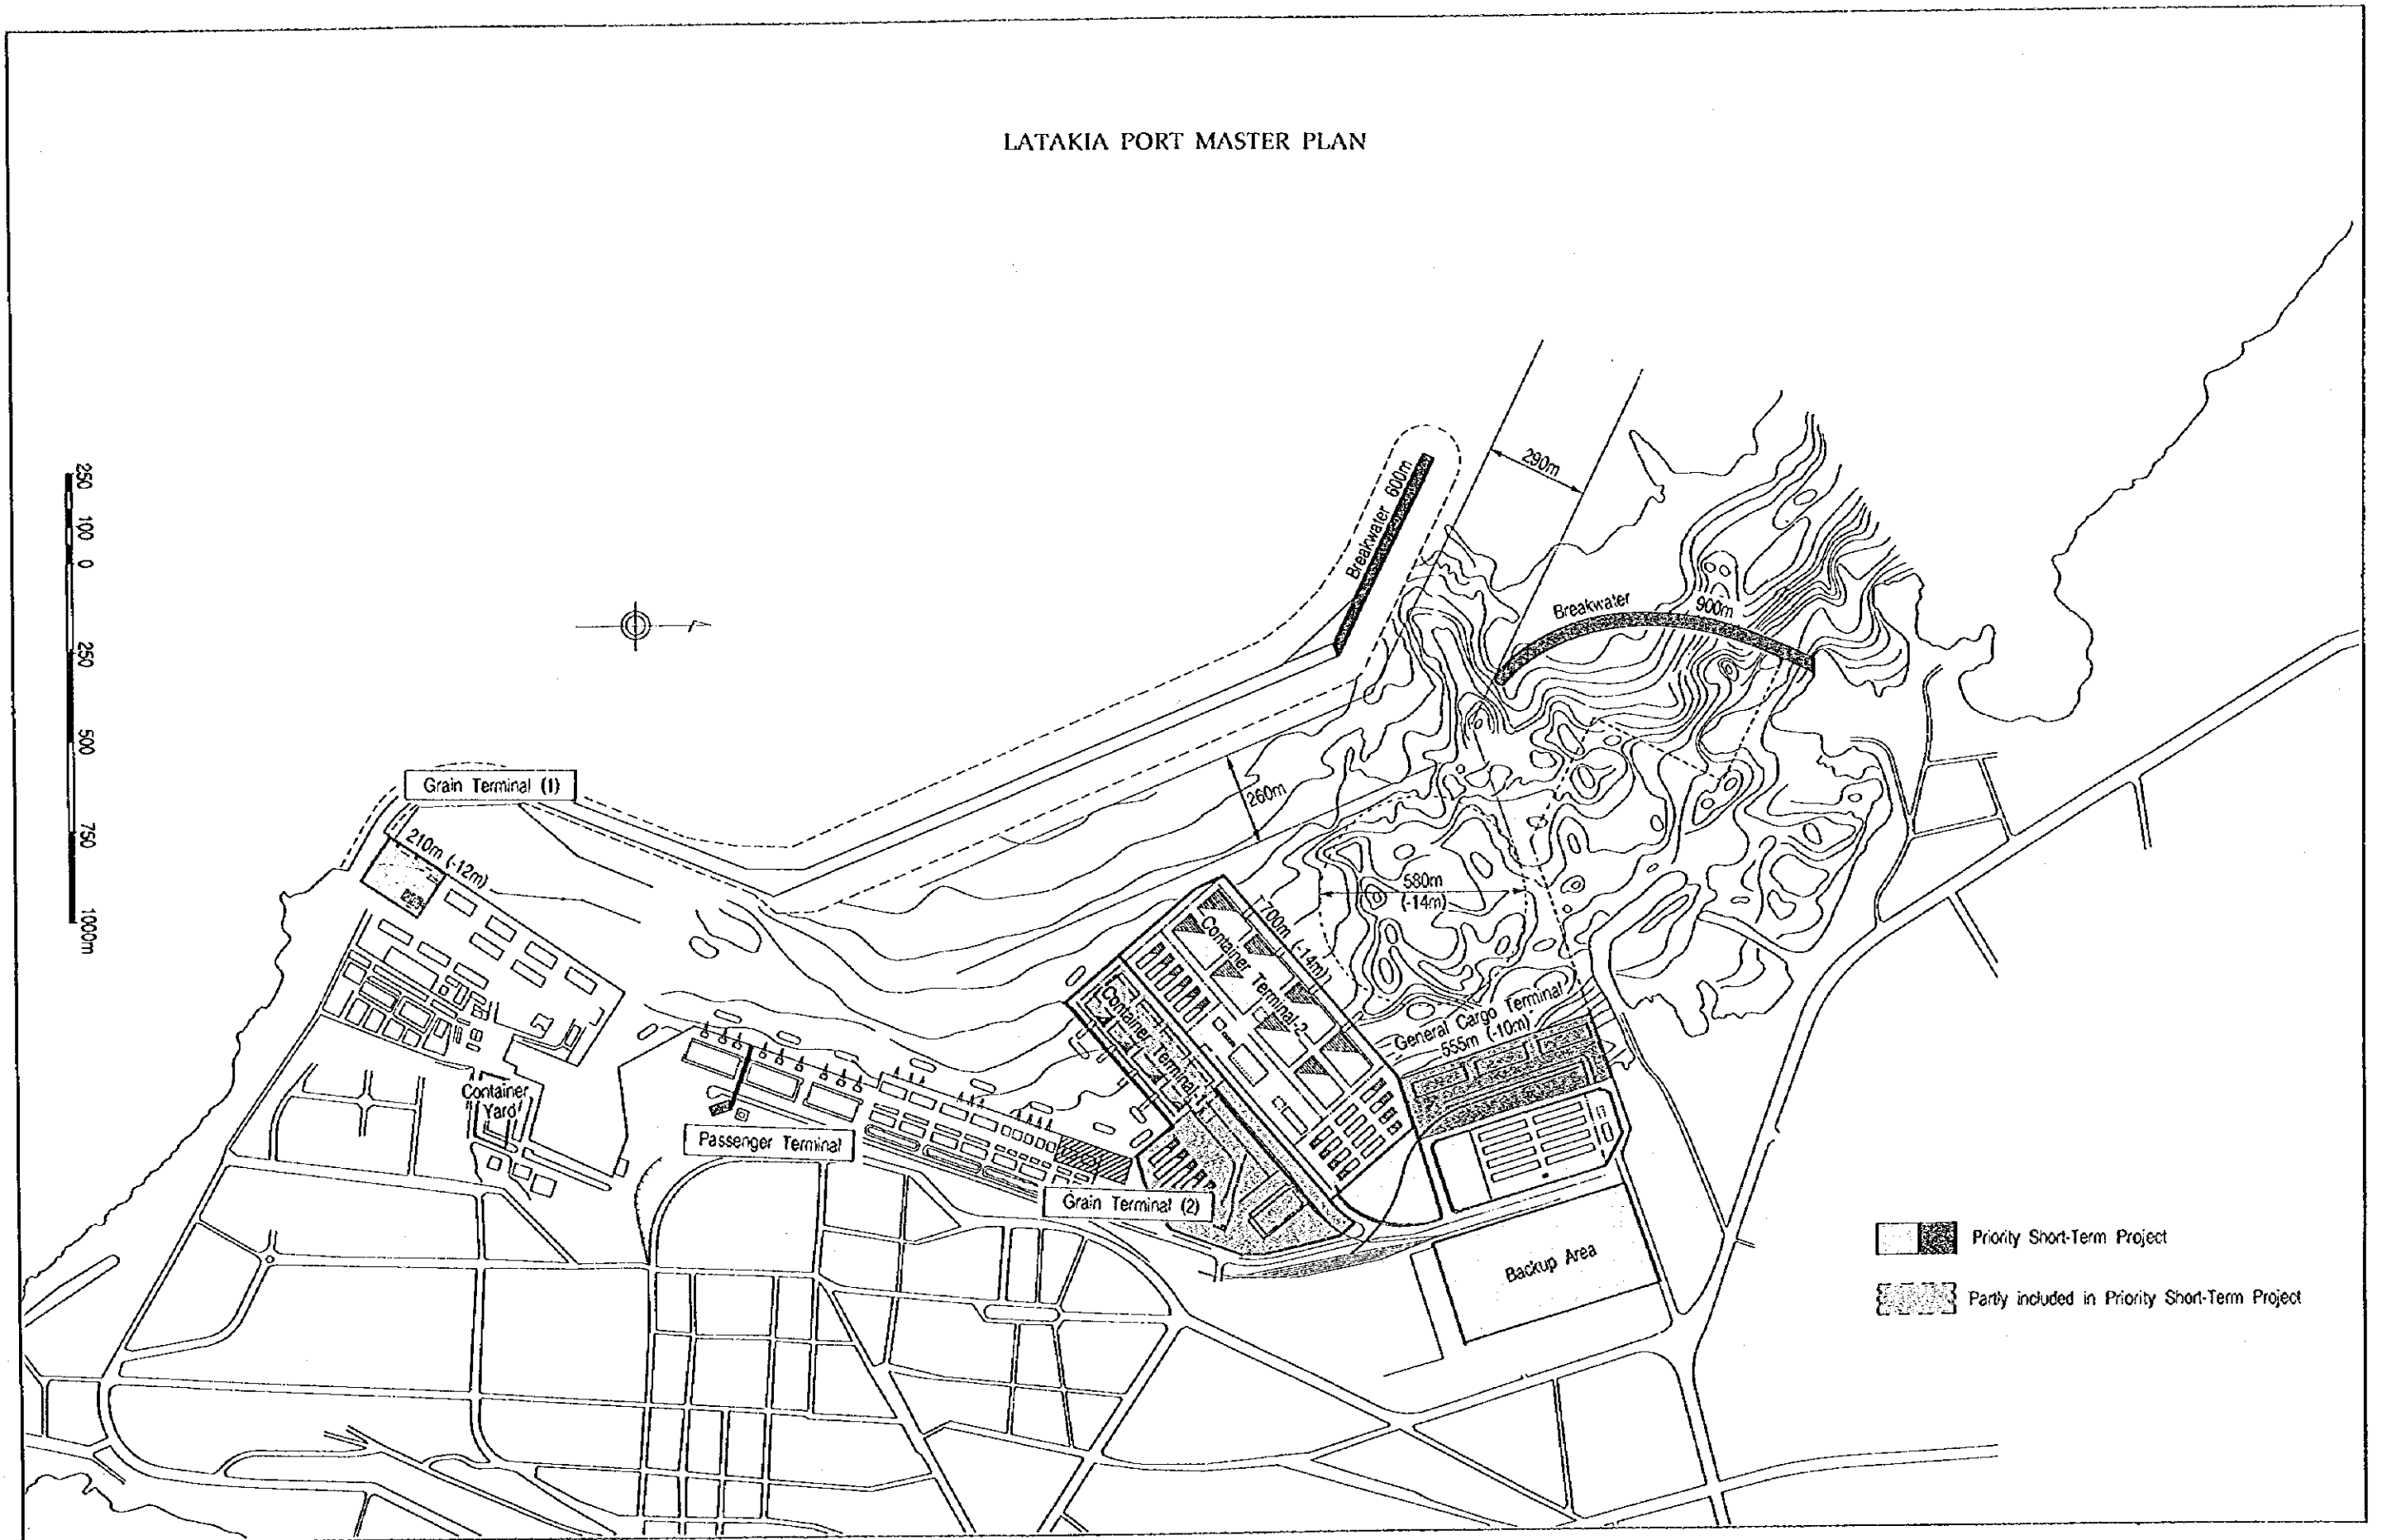 LATAKIA PORT MASTER PLAN
250
100
0
250
500
750
1000m
290m
Breakwater 600m
Breakwater 900m
260m
Grain Terminal (1)
210m (-12m)
580m
(-14m)
700m (-14m)
Container Terminal-2
Container Terminal-1
General Cargo Terminal
555m (-10m)
Container
Yard
Passenger Terminal
Grain Terminal (2)
Backup Area
Priority Short-Term Project
Partly included in Priority Short-Term Project